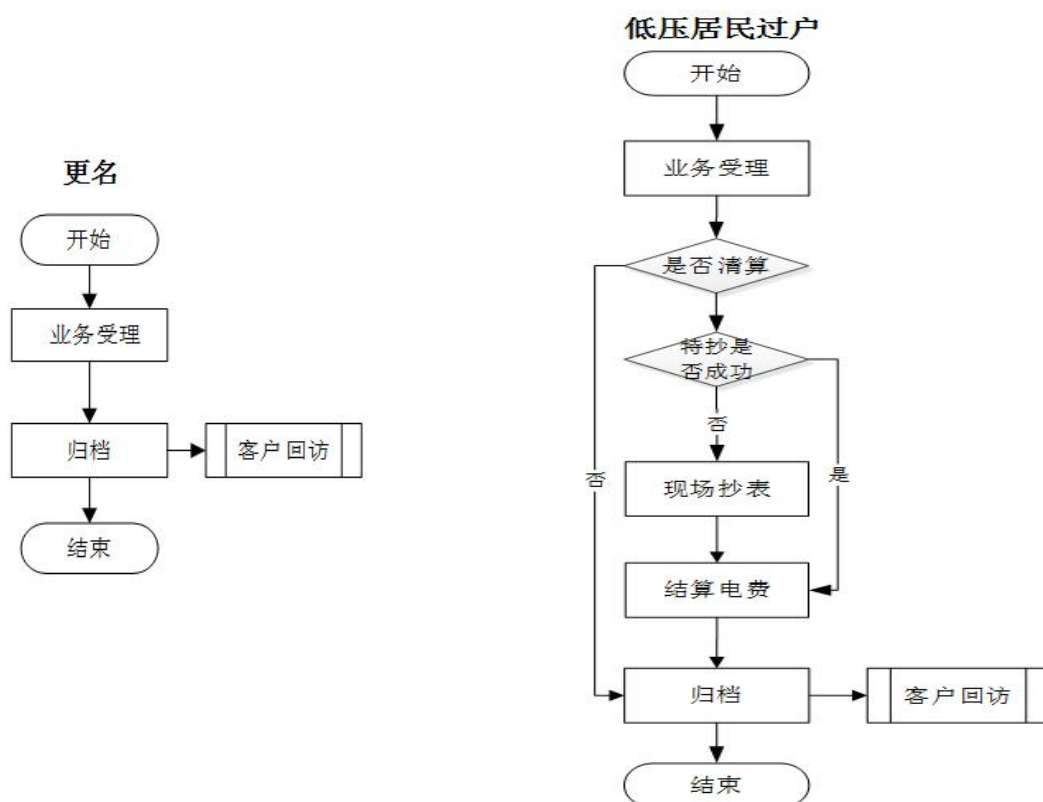 更名
开始
业务受理
归档
客户回访
结束
低压居民过户
开始
业务受理
是否清算
特抄是
否成功
否
否
是
现场抄表
结算电费
归档
客户回访
结束